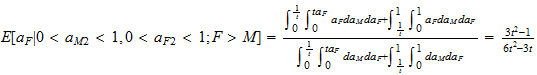 E[a_F|0 < a_{M2} < 1, 0 < a_{F2} < 1; F > M] = \frac{\int_0^{\frac{1}{t}} \int_0^{ta_F} a_F da_M da_F + \int_{\frac{1}{t}}^1 \int_0^1 a_F da_M da_F}{\int_0^{\frac{1}{t}} \int_0^{ta_F} da_M da_F + \int_{\frac{1}{t}}^1 \int_0^1 da_M da_F} = \frac{3t^2-1}{6t^2-3t}